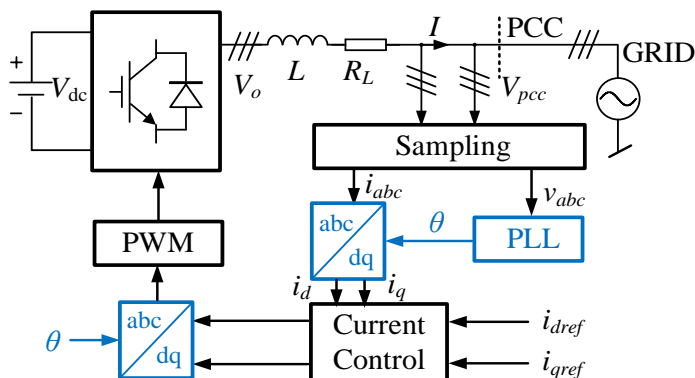 I PCC
GRID
+
V_dc
−
V_o L R_L V_pcc
Sampling
i_abc v_abc
abc
dq
θ
PLL
PWM
i_d i_q
abc
dq
θ
Current
Control
i_dref
i_qref